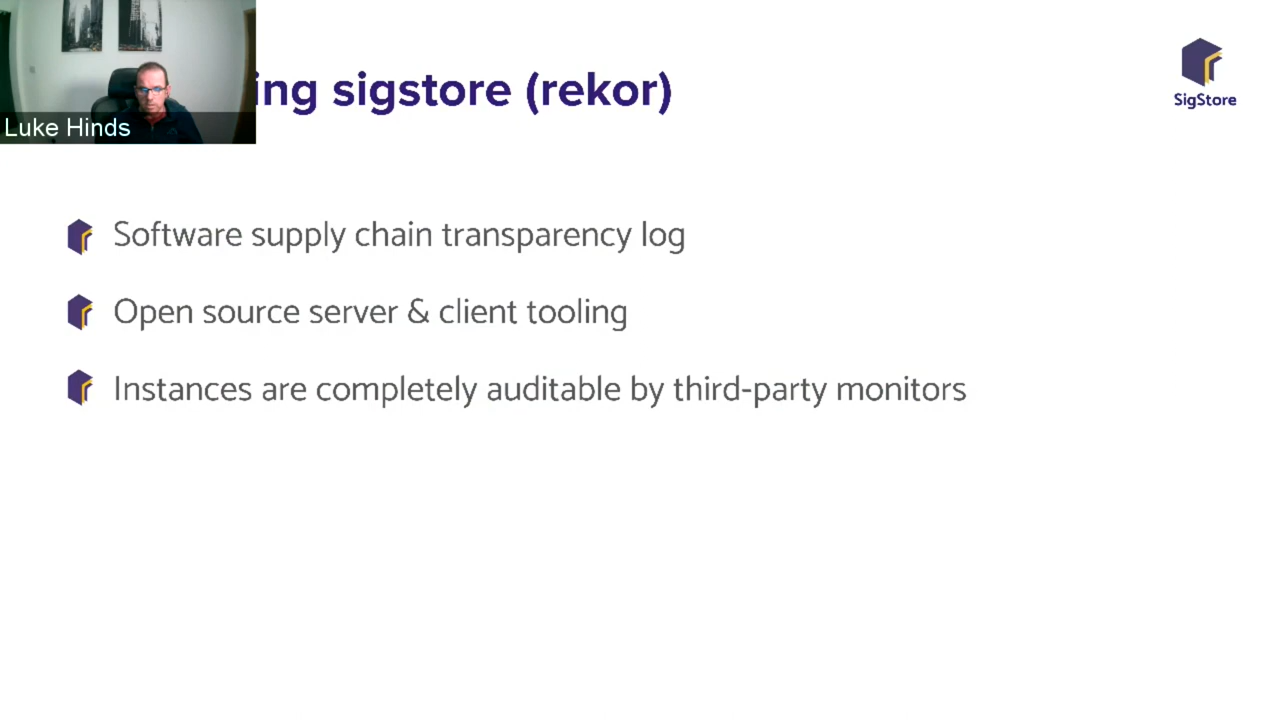 ing sigstore (rekor)
SigStore
Luke Hinds
Software supply chain transparency log
Open source server & client tooling
Instances are completely auditable by third-party monitors